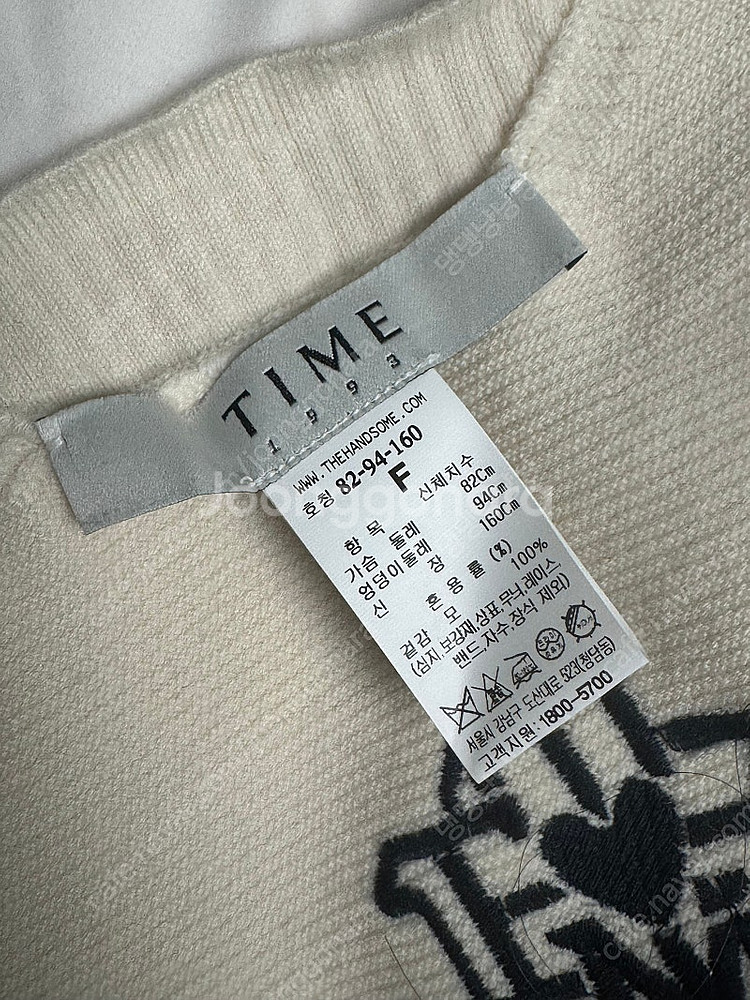 TIME
1993
WWW.THEHANDSOME.COM
호칭 82-94-160
F
항 목 신체치수
가슴 둘레 82Cm
엉덩이둘레 94Cm
신 장 160Cm
혼 용 률 (%)
겉감 모 100%
(심지,보강재,상표,무늬,레이스
밴드,자수,장식 제외)
서울시 강남구 도산대로 523(청담동)
고객지원 : 1800-5700